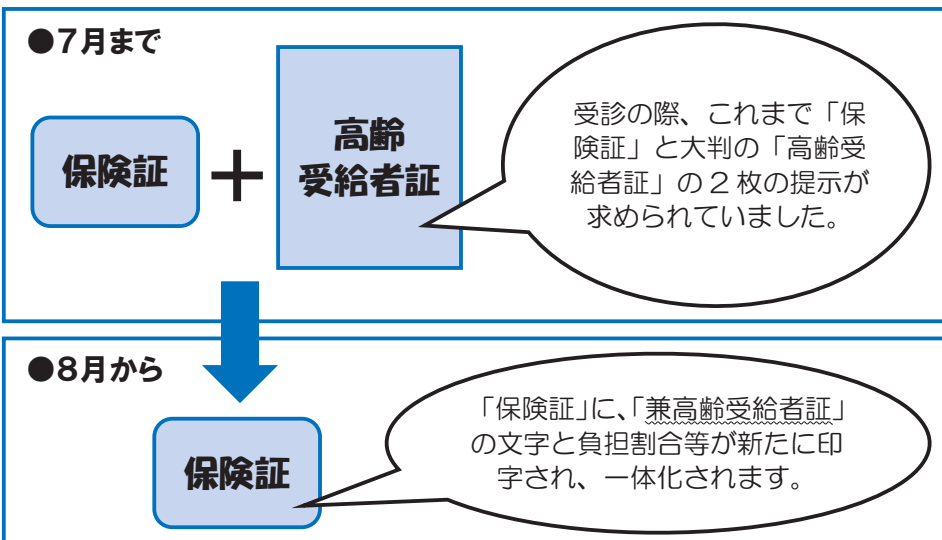 ●7月まで
保険証
+
高齢
受給者証
受診の際、これまで「保
険証」と大判の「高齢受
給者証」の2枚の提示が
求められていました。
●8月から
保険証
「保険証」に、「兼高齢受給者証」
の文字と負担割合等が新たに印
字され、一体化されます。